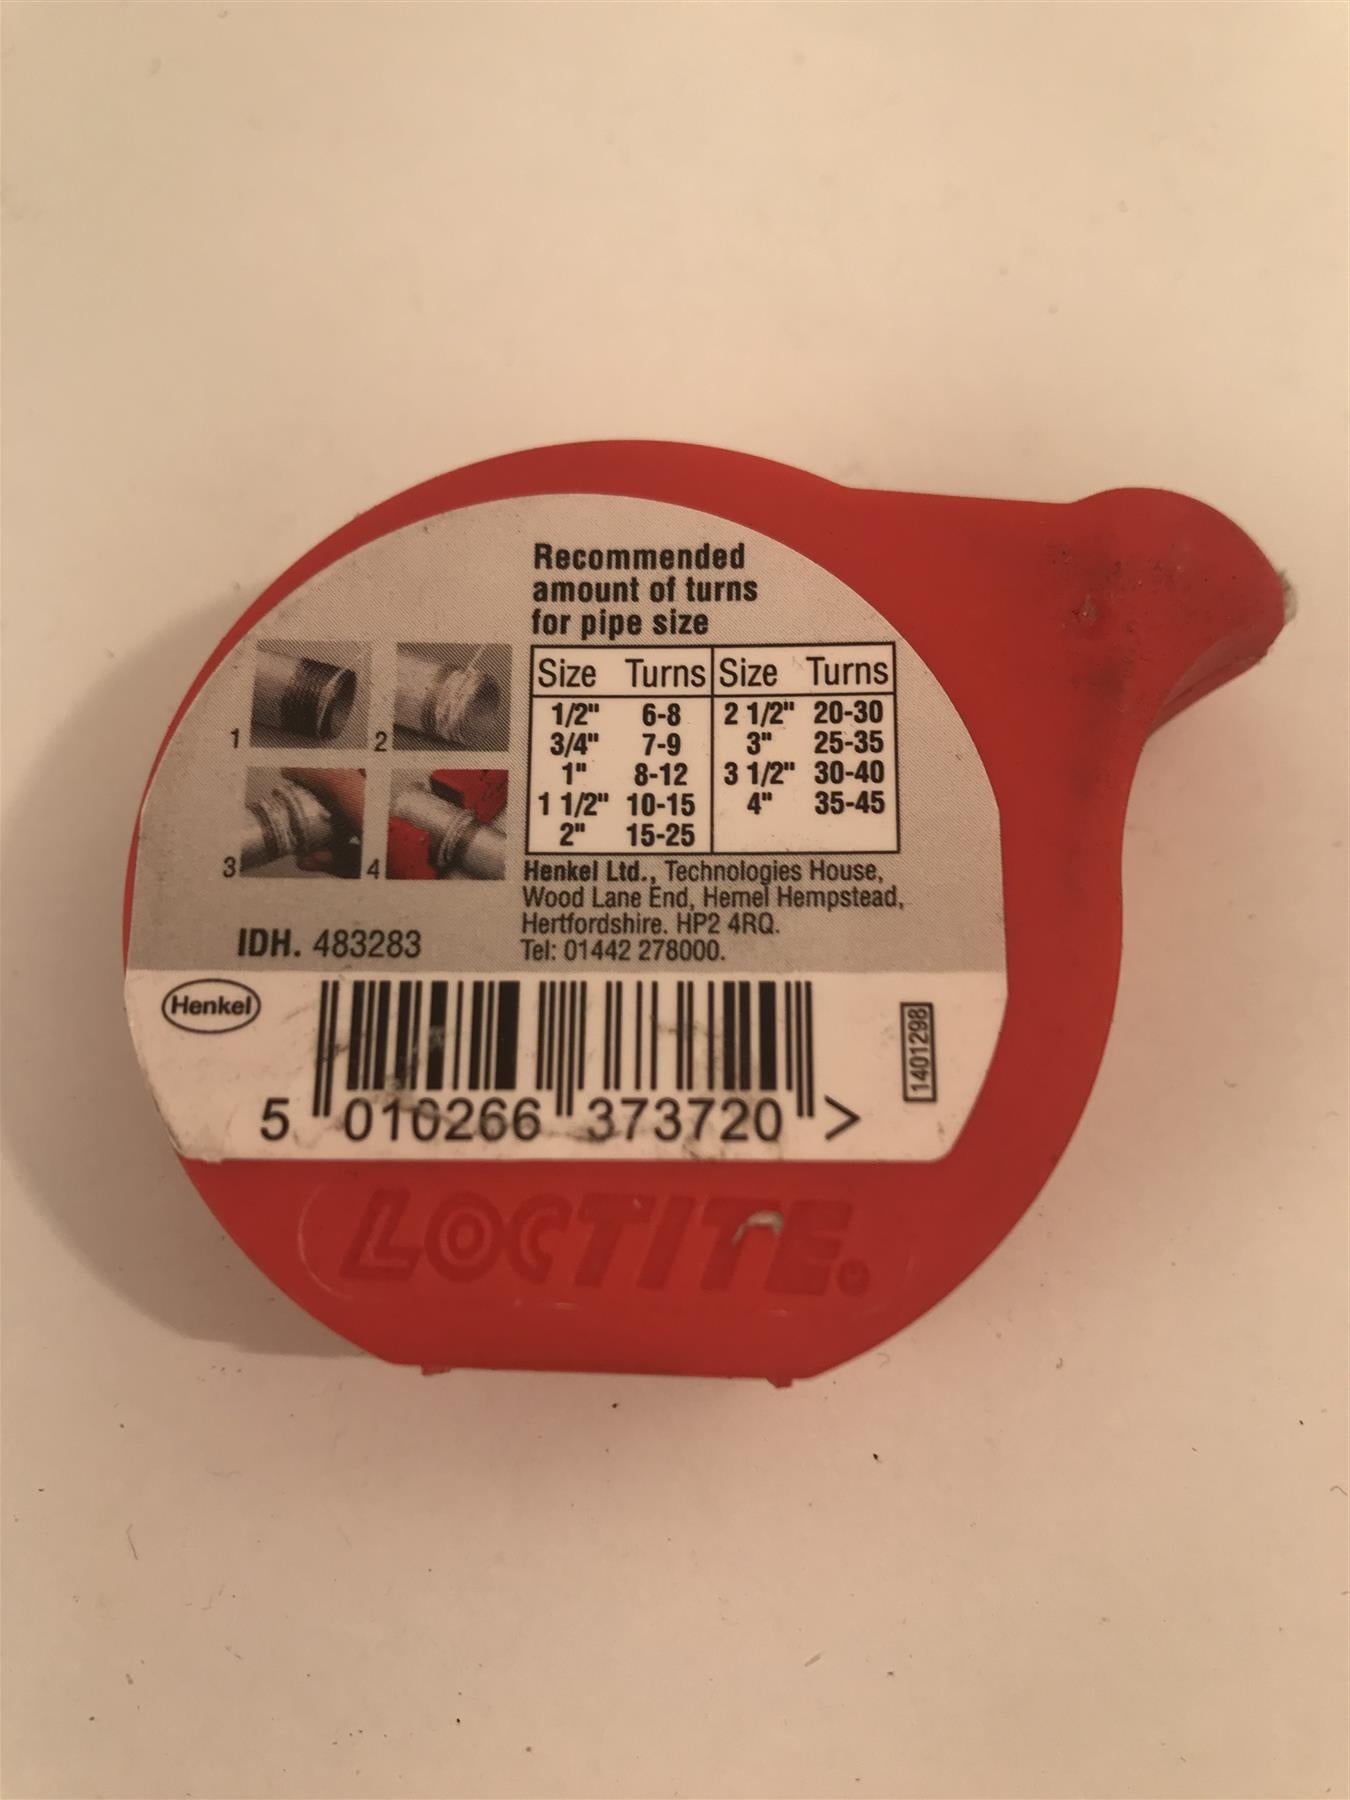 Recommended
amount of turns
for pipe size
Size Turns Size Turns
1/2" 6-8 2 1/2" 20-30
3/4" 7-9 3" 25-35
1" 8-12 3 1/2" 30-40
1 1/2" 10-15 4" 35-45
2" 15-25
1
2
3
4
Henkel Ltd., Technologies House,
Wood Lane End, Hemel Hempstead,
Hertfordshire. HP2 4RQ.
Tel: 01442 278000.
IDH. 483283
Henkel
1401298
5 010266 373720 >
LOCTITE®